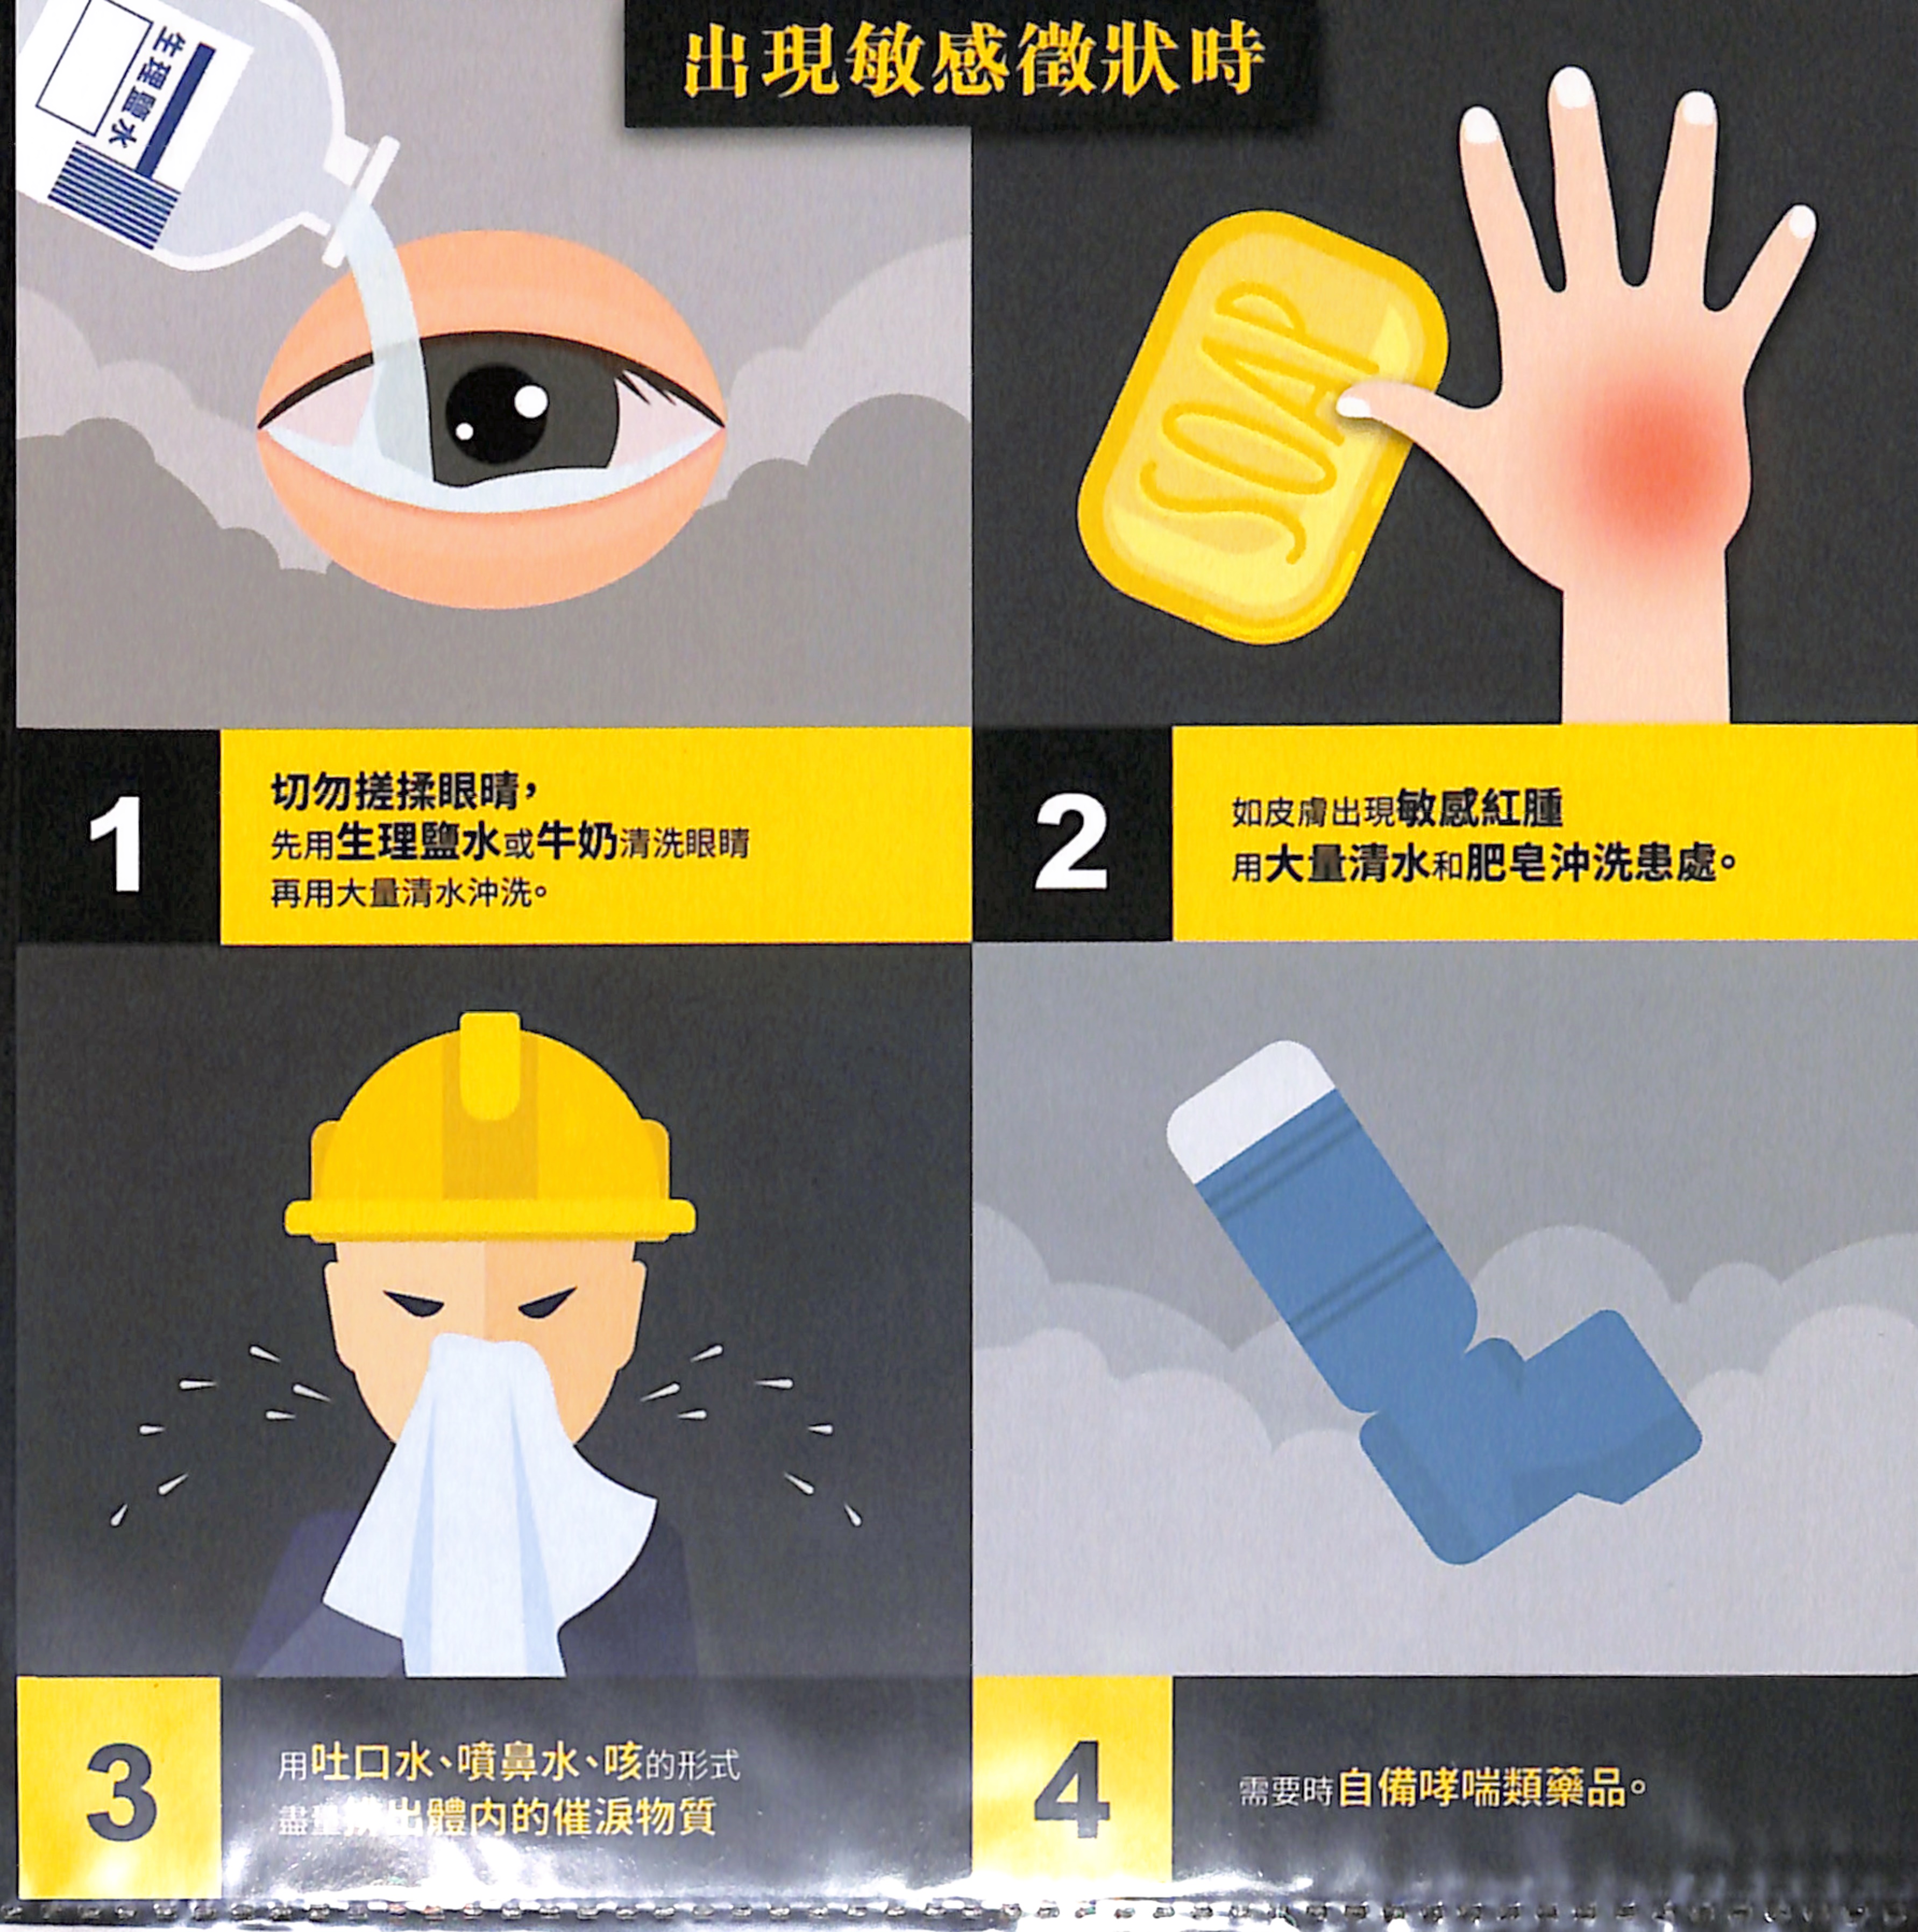 出現敏感徵狀時
生理鹽水
SOAP
1
切勿搓揉眼睛，
先用生理鹽水或牛奶清洗眼睛
再用大量清水沖洗。
2
如皮膚出現敏感紅腫
用大量清水和肥皂沖洗患處。
3
用吐口水、噴鼻水、咳的形式
盡量排出體內的催淚物質
4
需要時自備哮喘類藥品。